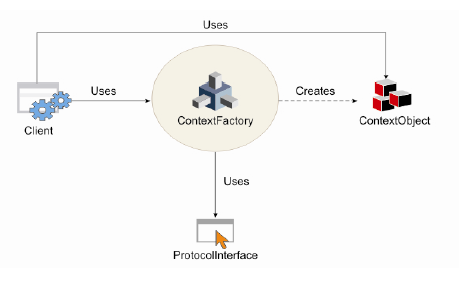 Uses
Uses
Creates
ContextFactory
ContextObject
Client
Uses
ProtocolInterface